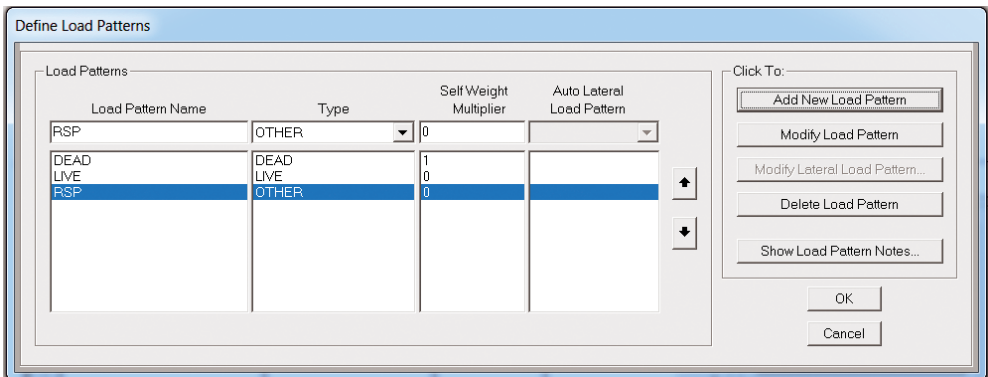 Define Load Patterns
Load Patterns
Click To:
Load Pattern Name Type Self Weight Multiplier Auto Lateral Load Pattern
RSP OTHER 0
DEAD DEAD 1
LIVE LIVE 0
RSP OTHER 0
Add New Load Pattern
Modify Load Pattern
Modify Lateral Load Pattern...
Delete Load Pattern
Show Load Pattern Notes...
OK
Cancel